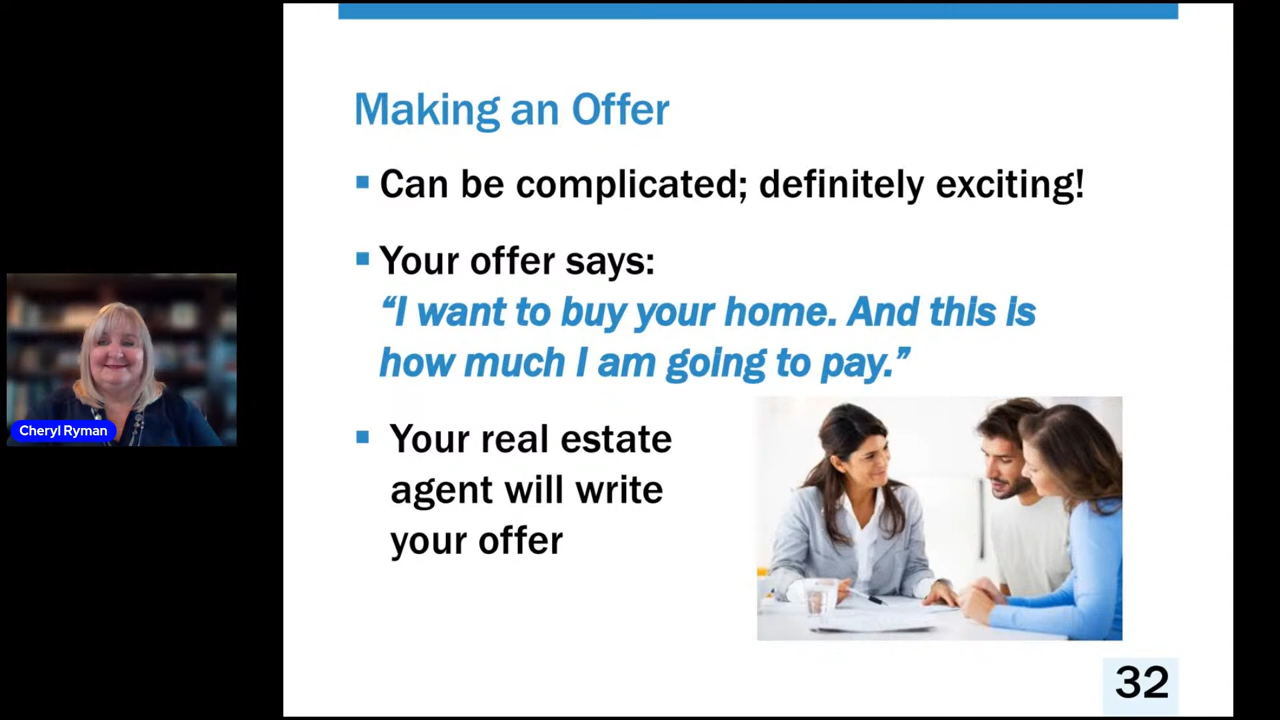 Making an Offer
Can be complicated; definitely exciting!
Your offer says:
“I want to buy your home. And this is
how much I am going to pay.”
Your real estate
agent will write
your offer
Cheryl Ryman
32